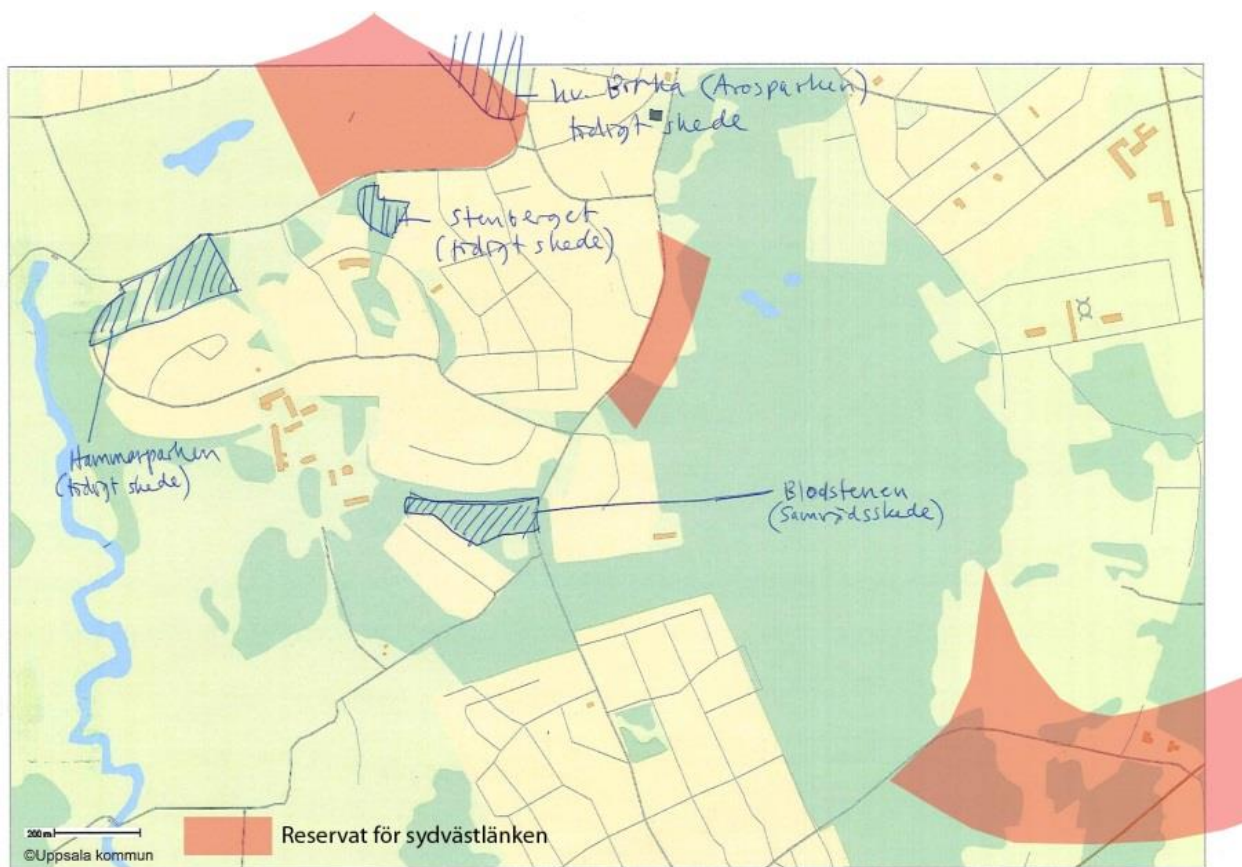 kv. Birka (Arosparken)
tidigt skede
Stenberget
(tidigt skede)
Hammarparken
(tidigt skede)
Blodstenen
(Samrådsskede)
200 m
©Uppsala kommun
Reservat för sydvästlänken